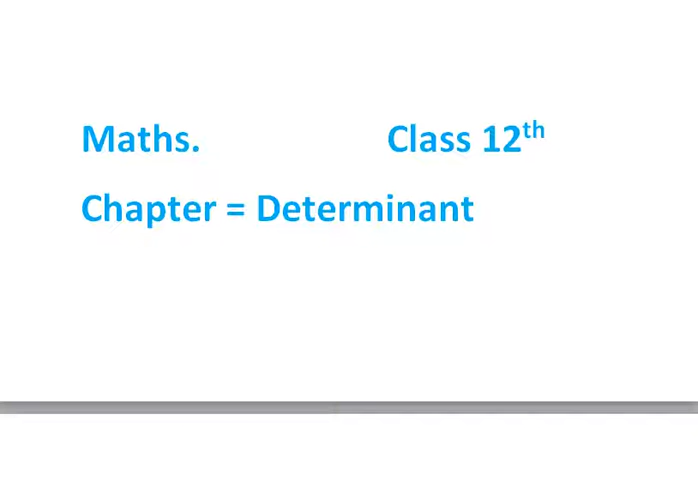 Maths. Class 12th
Chapter = Determinant